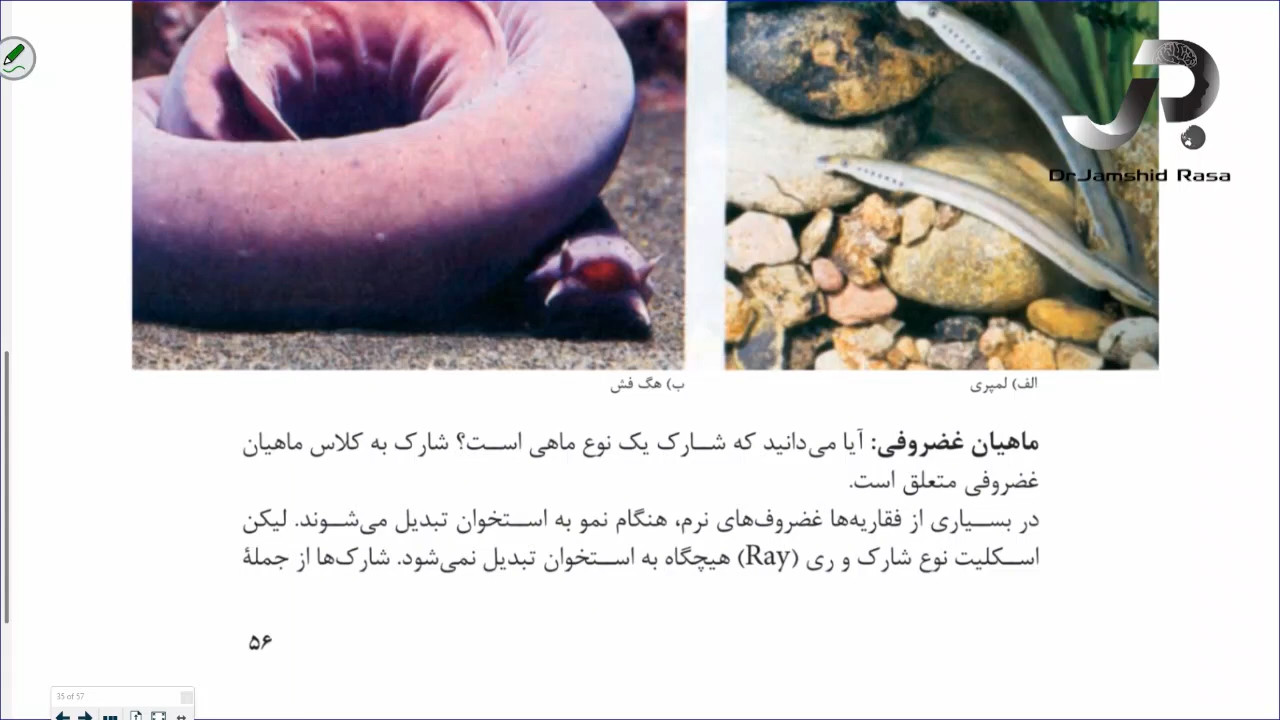 DrJamshid Rasa
الف) لمپری
ب) هگ فش
ماهیان غضروفی: آیا می‌دانید که شارک یک نوع ماهی است؟ شارک به کلاس ماهیان
غضروفی متعلق است.
در بسیاری از فقاریه‌ها غضروف‌های نرم، هنگام نمو به استخوان تبدیل می‌شوند. لیکن
اسکلیت نوع شارک و ری (Ray) هیچگاه به استخوان تبدیل نمی‌شود. شارک‌ها از جملهٔ
۵۶
35 of 57